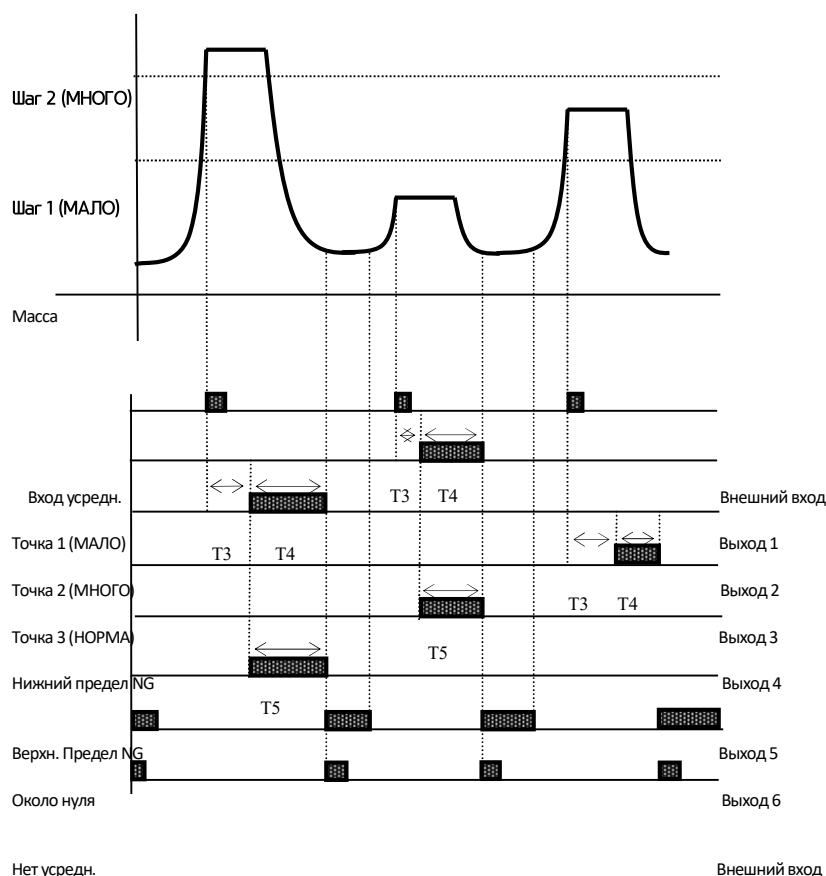 Шаг 2 (МНОГО)
Шаг 1 (МАЛО)
Масса
Вход усредн. T3 T4 Внешний вход
Точка 1 (МАЛО) T3 T4 Выход 1
Точка 2 (МНОГО) T3 T4 Выход 2
Точка 3 (НОРМА) T5 Выход 3
Нижний предел NG Выход 4
T5
Верхн. Предел NG Выход 5
Около нуля Выход 6
Нет усредн. Внешний вход